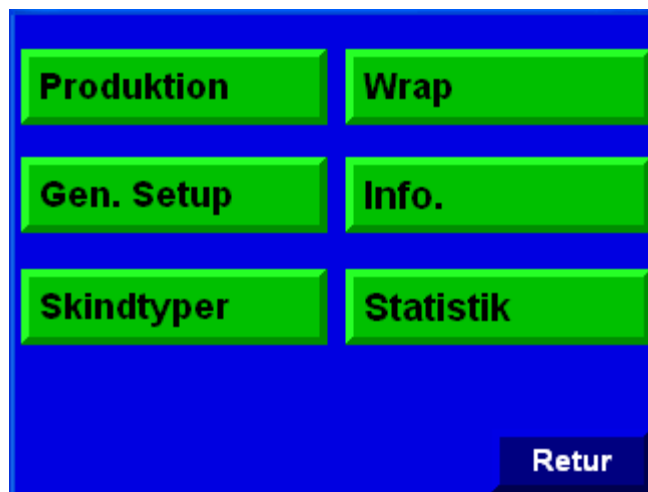 Produktion
Wrap
Gen. Setup
Info.
Skindtyper
Statistik
Retur